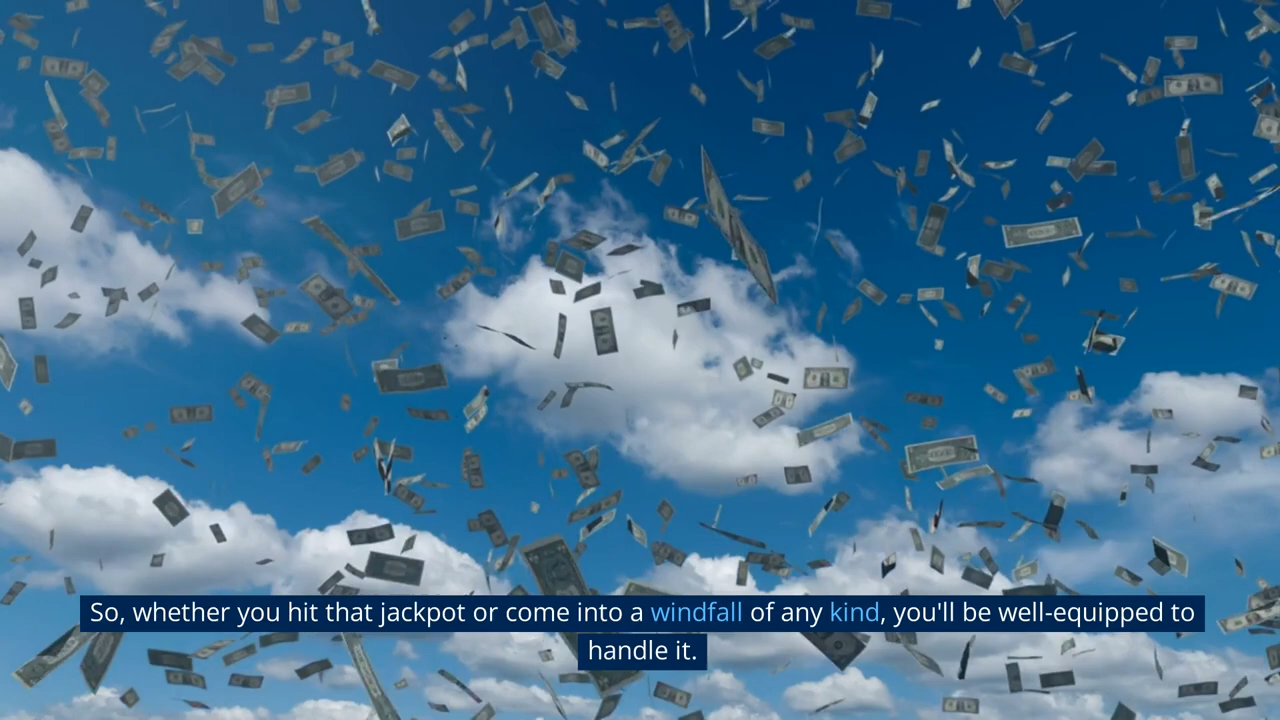 So, whether you hit that jackpot or come into a windfall of any kind, you'll be well-equipped to
handle it.